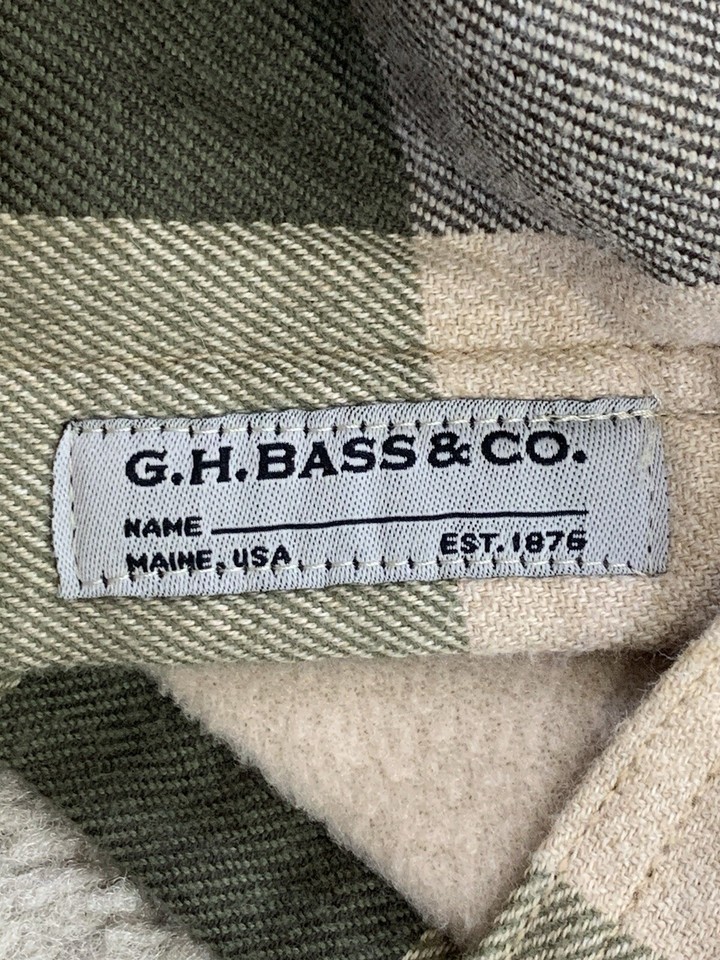 G.H.BASS & CO.
NAME
MAINE, USA EST. 1876